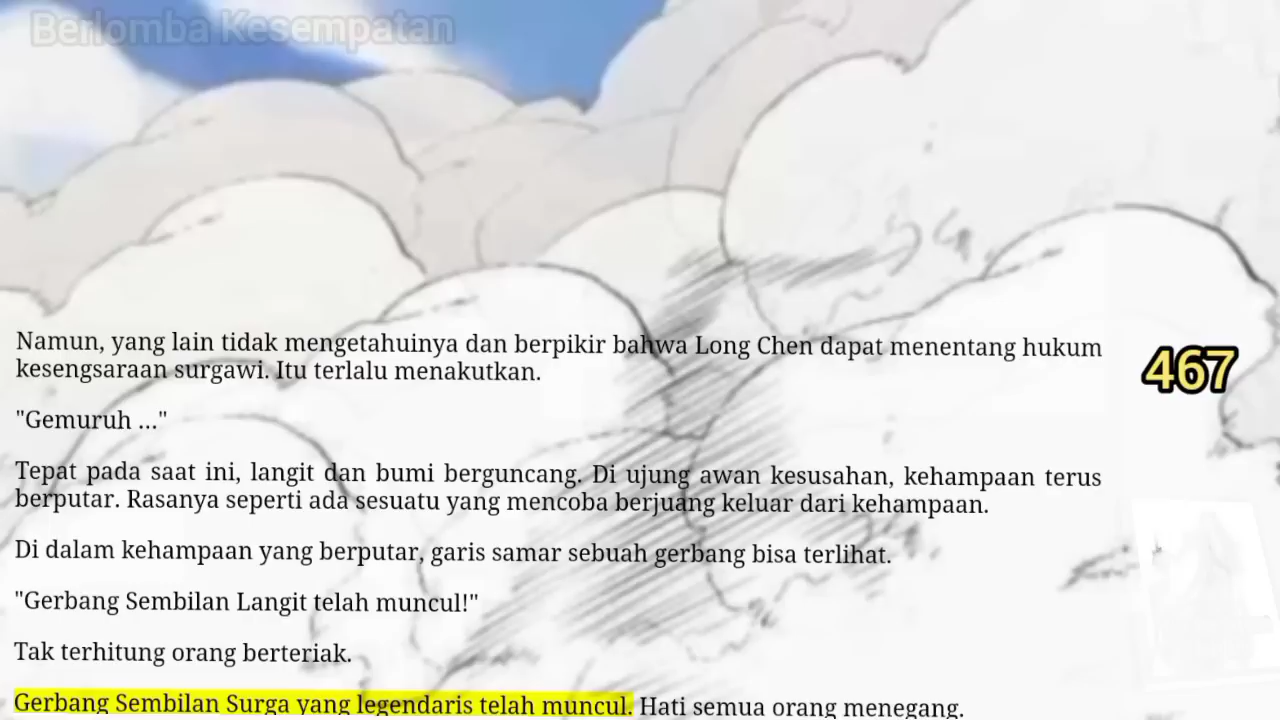 Berlomba Kesempatan
Namun, yang lain tidak mengetahuinya dan berpikir bahwa Long Chen dapat menentang hukum
kesengsaraan surgawi. Itu terlalu menakutkan.
467
"Gemuruh ..."
Tepat pada saat ini, langit dan bumi berguncang. Di ujung awan kesusahan, kehampaan terus
berputar. Rasanya seperti ada sesuatu yang mencoba berjuang keluar dari kehampaan.
Di dalam kehampaan yang berputar, garis samar sebuah gerbang bisa terlihat.
"Gerbang Sembilan Langit telah muncul!"
Tak terhitung orang berteriak.
Gerbang Sembilan Surga yang legendaris telah muncul. Hati semua orang menegang.